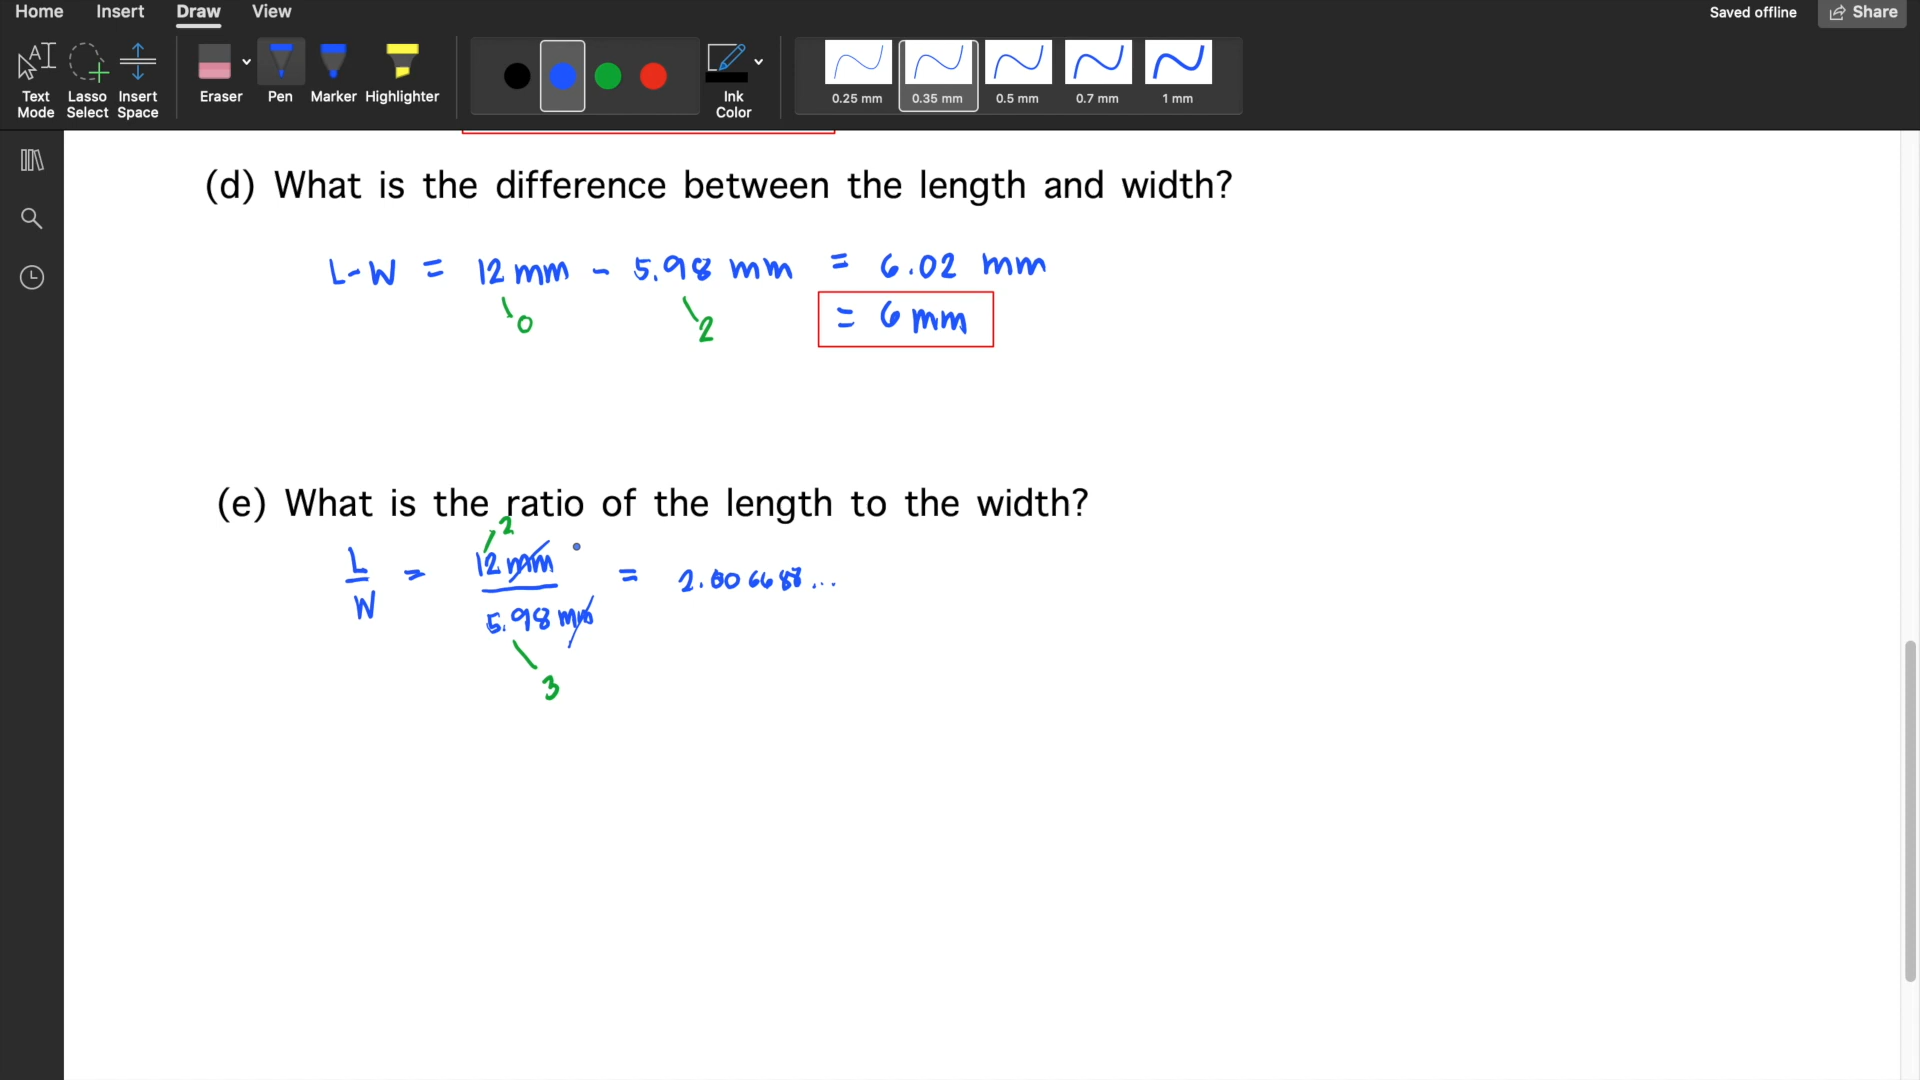 Home Insert Draw View Saved offline Share
Text Mode Lasso Select Insert Space Eraser Pen Marker Highlighter Ink Color 0.25 mm 0.35 mm 0.5 mm 0.7 mm 1 mm
(d) What is the difference between the length and width?
L-W = 12 mm - 5.98 mm = 6.02 mm
0 2 = 6 mm
(e) What is the ratio of the length to the width?
2
L/W = 12 mm / 5.98 mm = 2.006688...
3